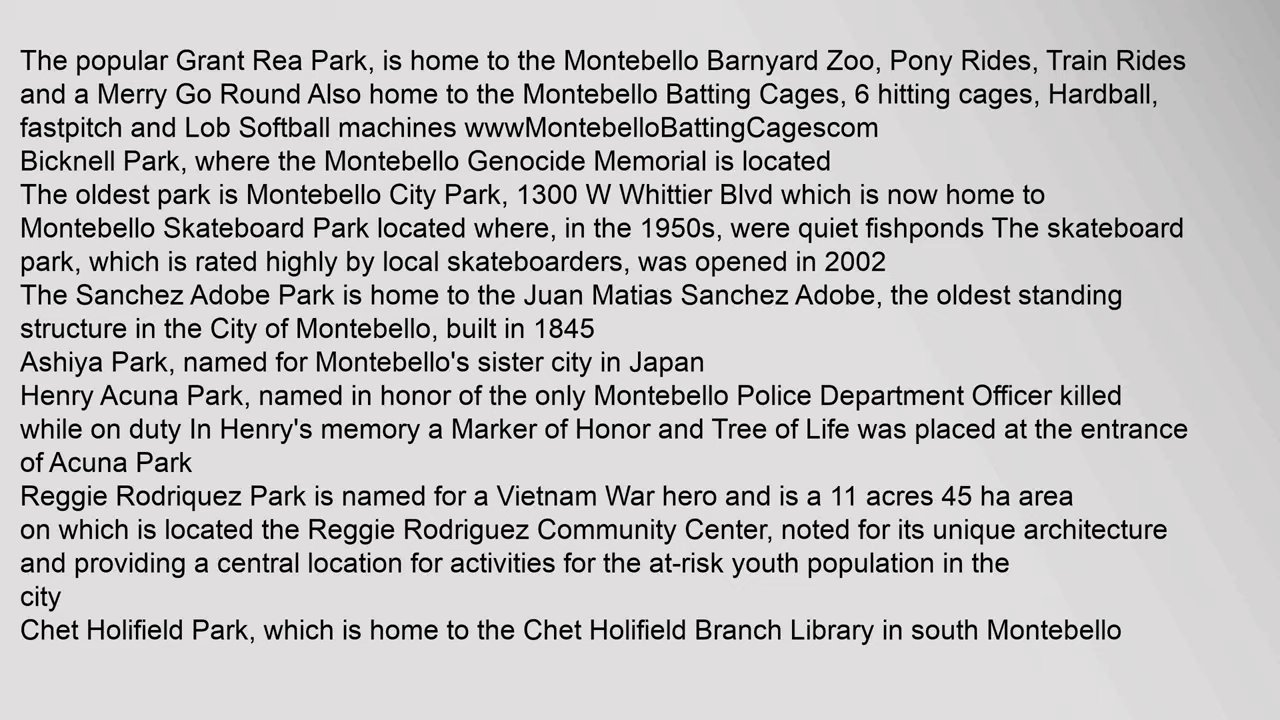 The popular Grant Rea Park, is home to the Montebello Barnyard Zoo, Pony Rides, Train Rides
and a Merry Go Round Also home to the Montebello Batting Cages, 6 hitting cages, Hardball,
fastpitch and Lob Softball machines wwwMontebelloBattingCagescom
Bicknell Park, where the Montebello Genocide Memorial is located
The oldest park is Montebello City Park, 1300 W Whittier Blvd which is now home to
Montebello Skateboard Park located where, in the 1950s, were quiet fishponds The skateboard
park, which is rated highly by local skateboarders, was opened in 2002
The Sanchez Adobe Park is home to the Juan Matias Sanchez Adobe, the oldest standing
structure in the City of Montebello, built in 1845
Ashiya Park, named for Montebello's sister city in Japan
Henry Acuna Park, named in honor of the only Montebello Police Department Officer killed
while on duty In Henry's memory a Marker of Honor and Tree of Life was placed at the entrance
of Acuna Park
Reggie Rodriquez Park is named for a Vietnam War hero and is a 11 acres 45 ha area
on which is located the Reggie Rodriguez Community Center, noted for its unique architecture
and providing a central location for activities for the at-risk youth population in the
city
Chet Holifield Park, which is home to the Chet Holifield Branch Library in south Montebello